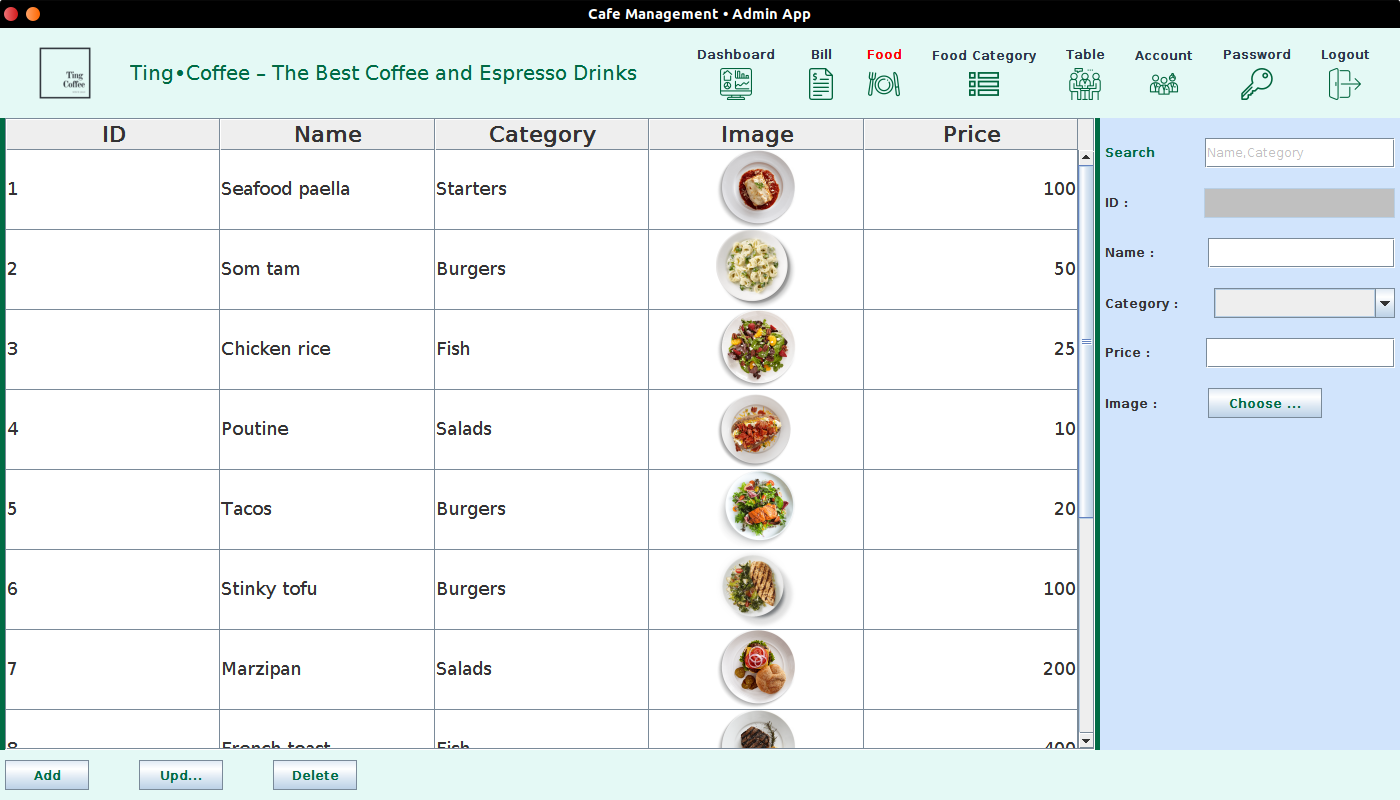 Cafe Management • Admin App
Ting Coffee
Ting•Coffee – The Best Coffee and Espresso Drinks
Dashboard Bill Food Food Category Table Account Password Logout
ID Name Category Image Price
1 Seafood paella Starters 100
2 Som tam Burgers 50
3 Chicken rice Fish 25
4 Poutine Salads 10
5 Tacos Burgers 20
6 Stinky tofu Burgers 100
7 Marzipan Salads 200
8 French toast Fish 400
Search Name,Category
ID :
Name :
Category :
Price :
Image : Choose ...
Add Upd... Delete